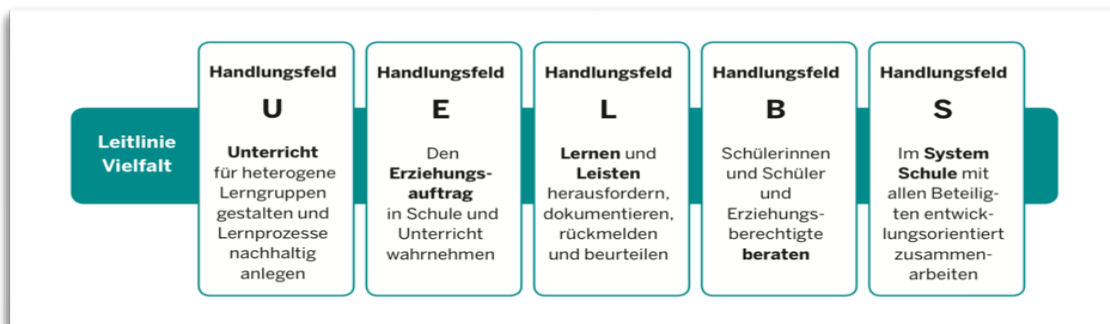 Leitlinie
Vielfalt
Handlungsfeld
U
Unterricht
für heterogene
Lerngruppen
gestalten und
Lernprozesse
nachhaltig
anlegen
Handlungsfeld
E
Den
Erziehungs-
auftrag
in Schule und
Unterricht
wahrnehmen
Handlungsfeld
L
Lernen und
Leisten
herausfordern,
dokumentieren,
rückmelden
und beurteilen
Handlungsfeld
B
Schülerinnen
und Schüler
und
Erziehungs-
berechtigte
beraten
Handlungsfeld
S
Im System
Schule mit
allen Beteilig-
ten entwick-
lungsorientiert
zusammen-
arbeiten